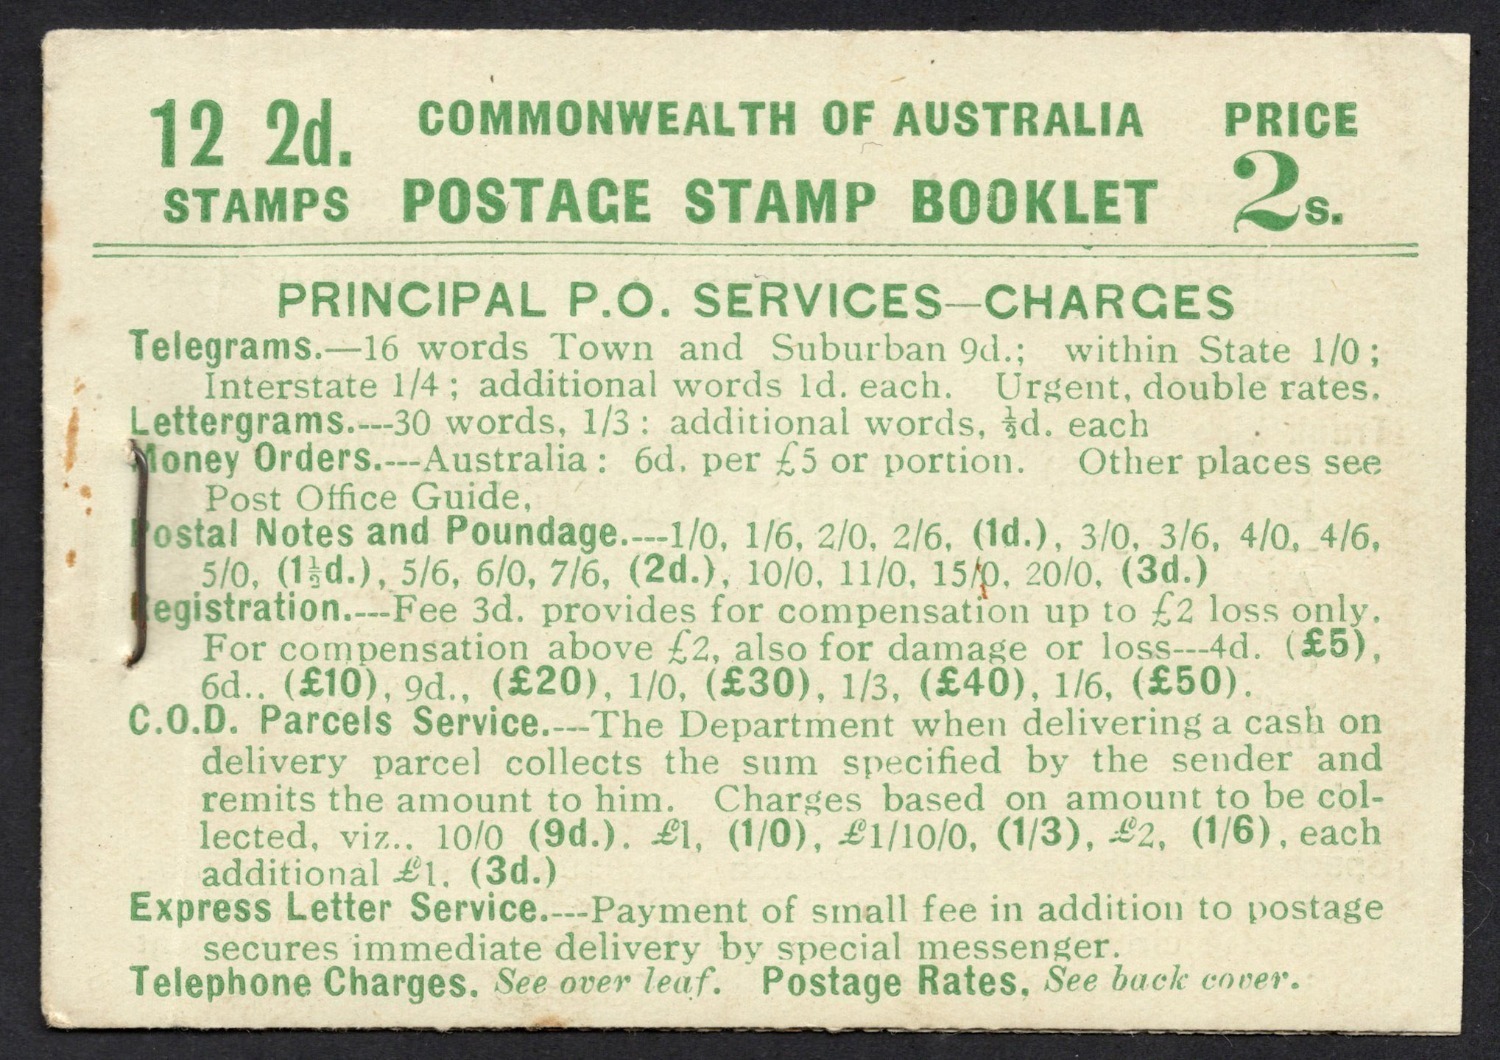 12 2d. COMMONWEALTH OF AUSTRALIA PRICE
STAMPS POSTAGE STAMP BOOKLET 2s.
PRINCIPAL P.O. SERVICES—CHARGES
Telegrams.—16 words Town and Suburban 9d.; within State 1/0;
Interstate 1/4; additional words 1d. each. Urgent, double rates.
Lettergrams.---30 words, 1/3: additional words, ½d. each
Money Orders.---Australia: 6d. per £5 or portion. Other places see
Post Office Guide,
Postal Notes and Poundage.---1/0, 1/6, 2/0, 2/6, (1d.), 3/0, 3/6, 4/0, 4/6,
5/0, (1½d.), 5/6, 6/0, 7/6, (2d.), 10/0, 11/0, 15/0, 20/0, (3d.)
Registration.---Fee 3d. provides for compensation up to £2 loss only.
For compensation above £2, also for damage or loss---4d. (£5),
6d.. (£10), 9d., (£20), 1/0, (£30), 1/3, (£40), 1/6, (£50).
C.O.D. Parcels Service.---The Department when delivering a cash on
delivery parcel collects the sum specified by the sender and
remits the amount to him. Charges based on amount to be col-
lected, viz.. 10/0 (9d.). £1, (1/0), £1/10/0, (1/3), £2, (1/6), each
additional £1. (3d.)
Express Letter Service.---Payment of small fee in addition to postage
secures immediate delivery by special messenger.
Telephone Charges. See over leaf. Postage Rates. See back cover.